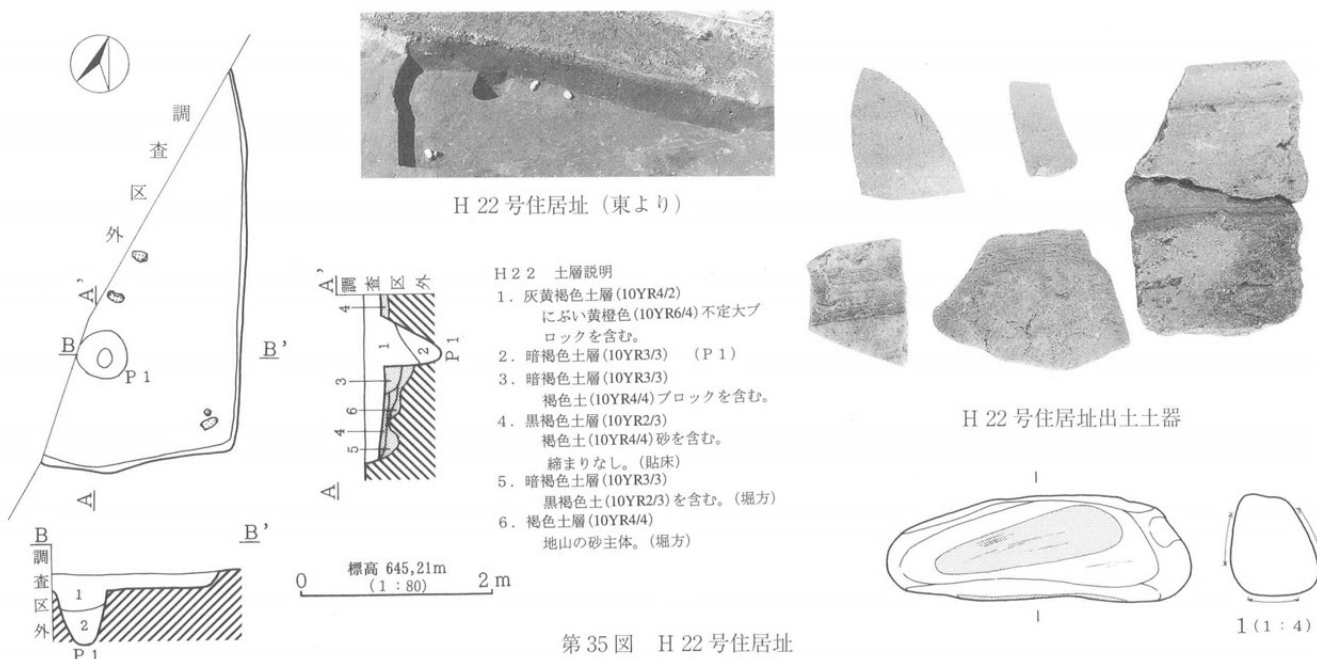 調査区外
A'
B
B'
P1
A
B
B'
調査区外
1
2
P1
H 22 号住居址（東より）
A'
調査区外
4
1
2
P1
3
6
4
5
A
H22 土層説明
1. 灰黄褐色土層(10YR4/2)
にぶい黄橙色(10YR6/4)不定大ブ
ロックを含む。
2. 暗褐色土層(10YR3/3) (P1)
3. 暗褐色土層(10YR3/3)
褐色土(10YR4/4)ブロックを含む。
4. 黒褐色土層(10YR2/3)
褐色土(10YR4/4)砂を含む。
締まりなし。(貼床)
5. 暗褐色土層(10YR3/3)
黒褐色土(10YR2/3)を含む。(堀方)
6. 褐色土層(10YR4/4)
地山の砂主体。(堀方)
標高 645,21m
(1:80)
0 2m
H 22 号住居址出土土器
1 (1:4)
第 35 図 H 22 号住居址